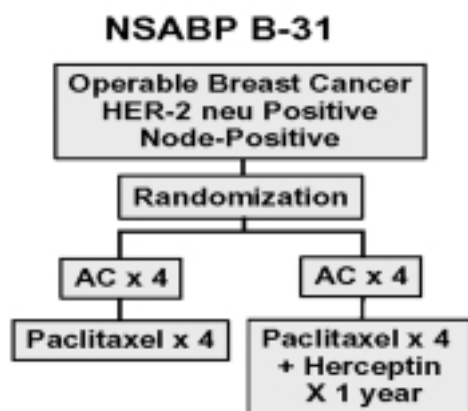 NSABP B-31
Operable Breast Cancer
HER-2 neu Positive
Node-Positive
Randomization
AC x 4
Paclitaxel x 4
AC x 4
Paclitaxel x 4
+ Herceptin
X 1 year